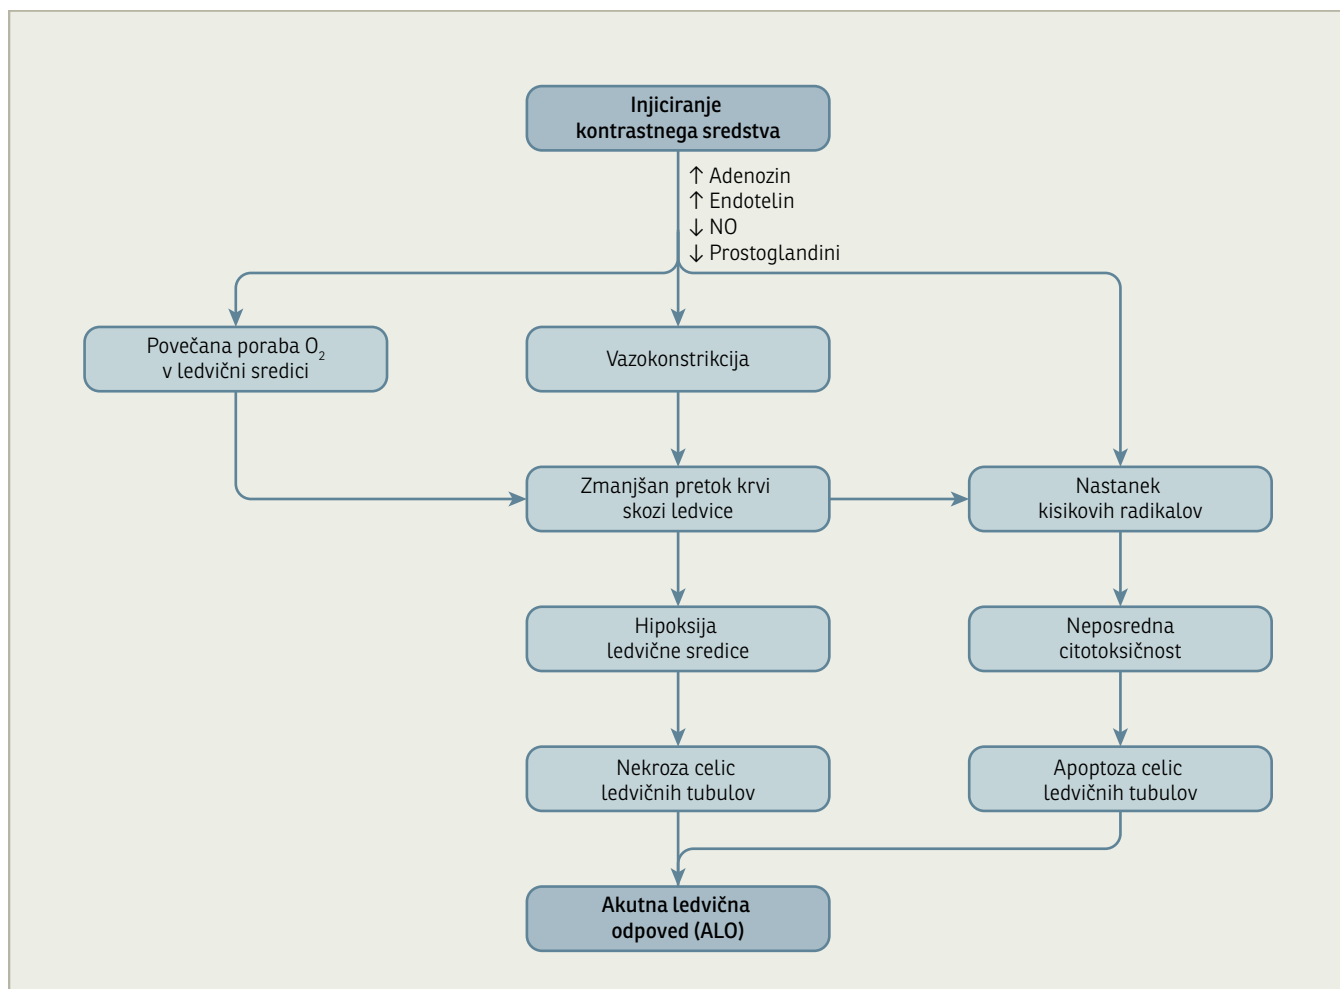 Injiciranje
kontrastnega sredstva
↑ Adenozin
↑ Endotelin
↓ NO
↓ Prostoglandini
Povečana poraba O₂
v ledvični sredici
Vazokonstrikcija
Zmanjšan pretok krvi
skozi ledvice
Nastanek
kisikovih radikalov
Hipoksija
ledvične sredice
Neposredna
citotoksičnost
Nekroza celic
ledvičnih tubulov
Apoptoza celic
ledvičnih tubulov
Akutna ledvična
odpoved (ALO)